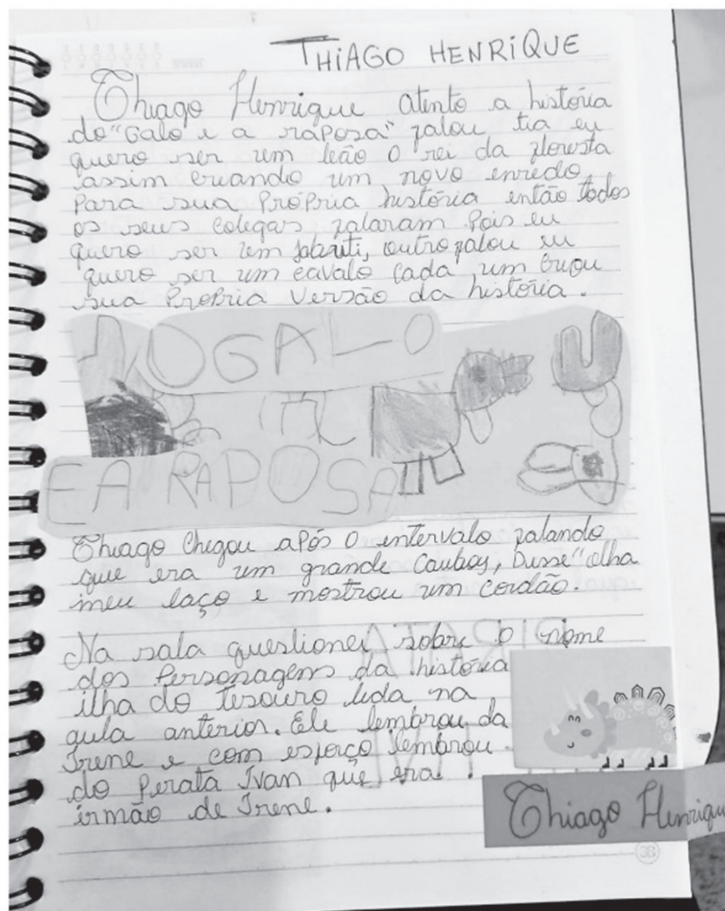 THIAGO HENRIQUE
Thiago Henrique atento a história
do "Galo e a raposa" falou tia eu
quero ser um leão o rei da floresta
assim criando um novo enredo
para sua própria história então todos
os seus colegas falaram pois eu
quero ser um jabuti, outro falou eu
quero ser um cavalo cada um criou
sua própria versão da história.
O GALO
E A RAPOSA
Thiago chegou após o intervalo falando
que era um grande Cauboy, Disse "olha
meu laço e mostrou um cordão.
Na sala questionei sobre o nome
dos personagens da história
ilha do tesouro lida na
aula anterior. Ele lembrou da
Irene e com esforço lembrou
do Perata Ivan que era
irmão de Irene.
Thiago Henrique